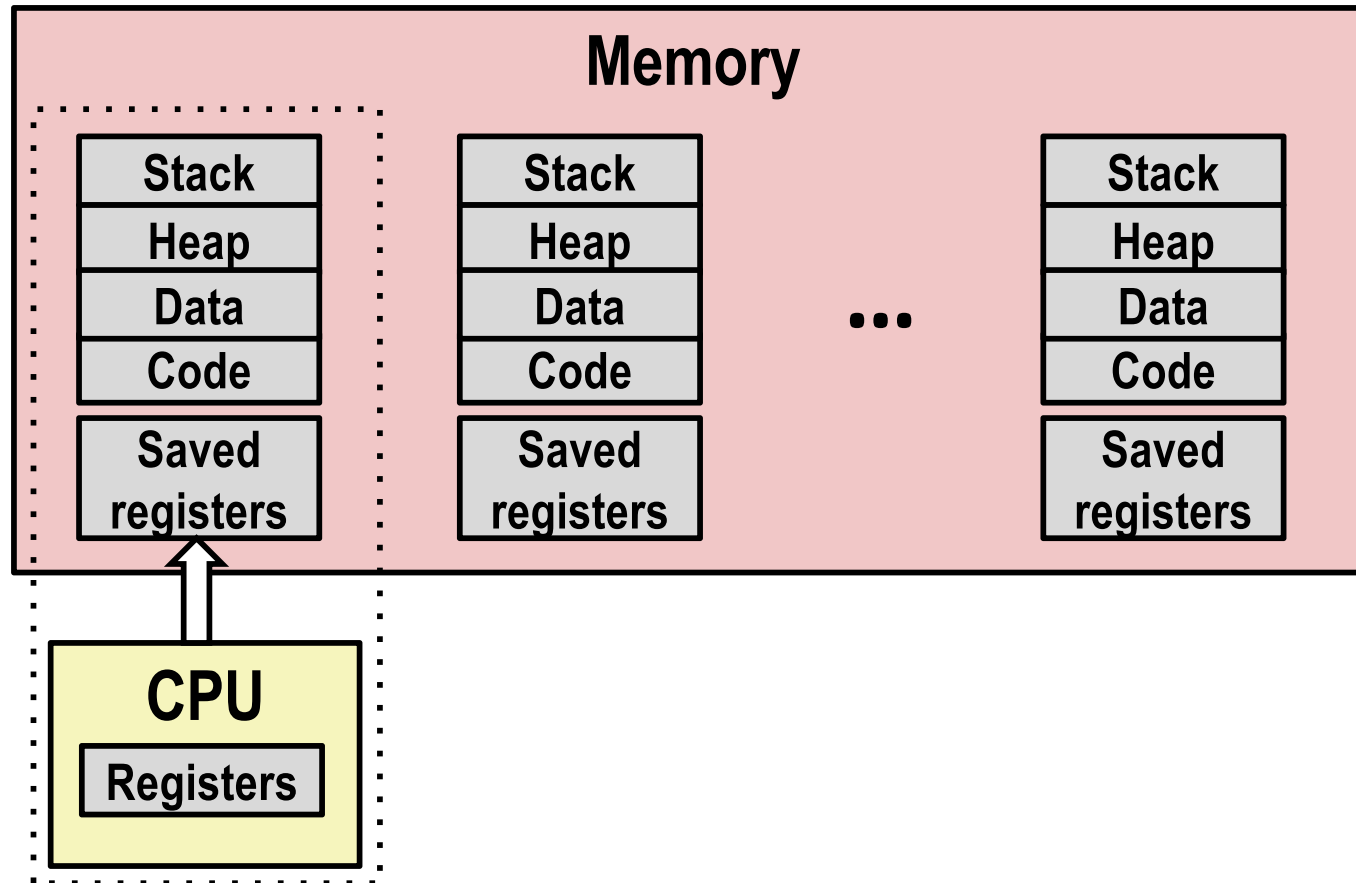 Memory
Stack
Heap
Data
Code
Saved
registers
Stack
Heap
Data
Code
Saved
registers
...
Stack
Heap
Data
Code
Saved
registers
CPU
Registers